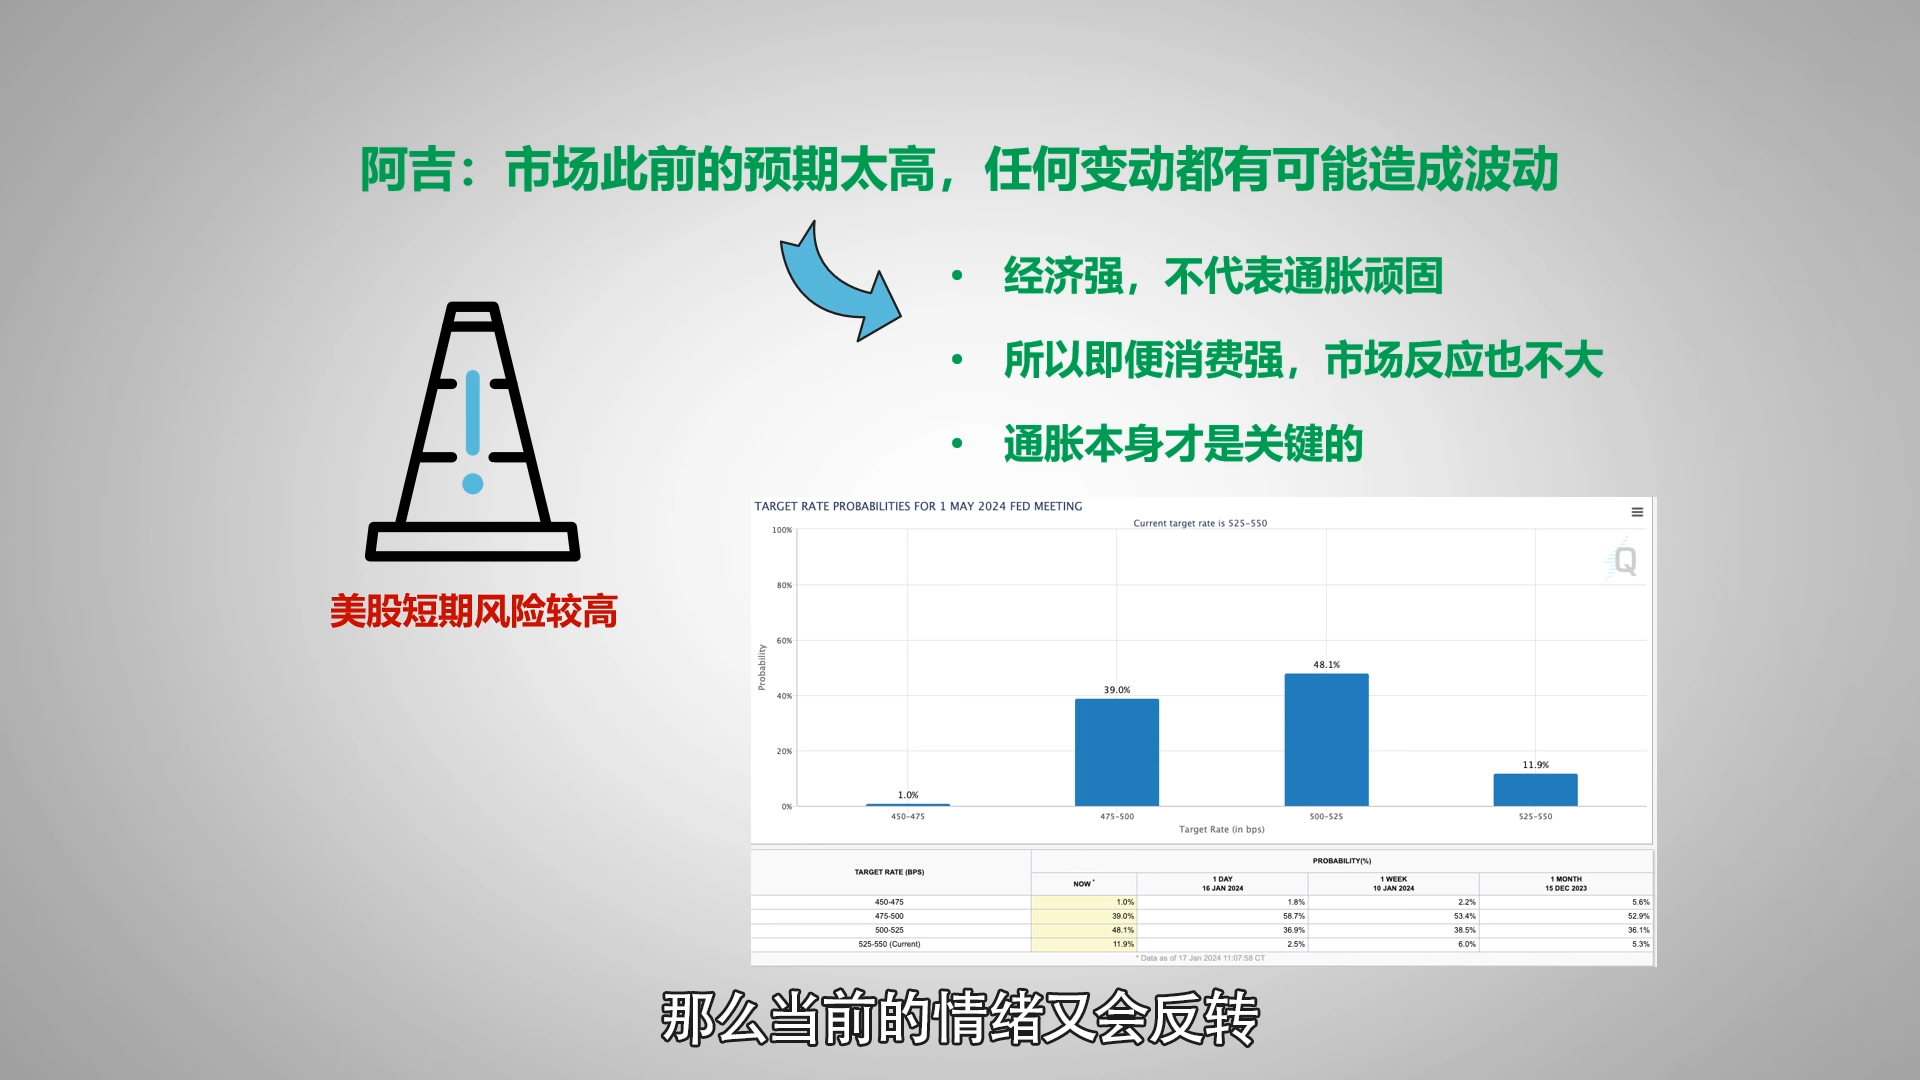 阿吉：市场此前的预期太高，任何变动都有可能造成波动
• 经济强，不代表通胀顽固
• 所以即便消费强，市场反应也不大
• 通胀本身才是关键的
美股短期风险较高
TARGET RATE PROBABILITIES FOR 1 MAY 2024 FED MEETING
Current target rate is 525-550
Q
100%
80%
60%
40%
20%
0%
Probability
1.0%
39.0%
48.1%
11.9%
450-475 475-500 500-525 525-550
Target Rate (in bps)
TARGET RATE (BPS) PROBABILITY(%)
NOW * 1 DAY 16 JAN 2024 1 WEEK 10 JAN 2024 1 MONTH 15 DEC 2023
450-475 1.0% 1.8% 2.2% 5.6%
475-500 39.0% 58.7% 53.4% 52.9%
500-525 48.1% 36.9% 38.5% 36.1%
525-550 (Current) 11.9% 2.5% 6.0% 5.3%
* Data as of 17 Jan 2024 11:07:58 CT
那么当前的情绪又会反转